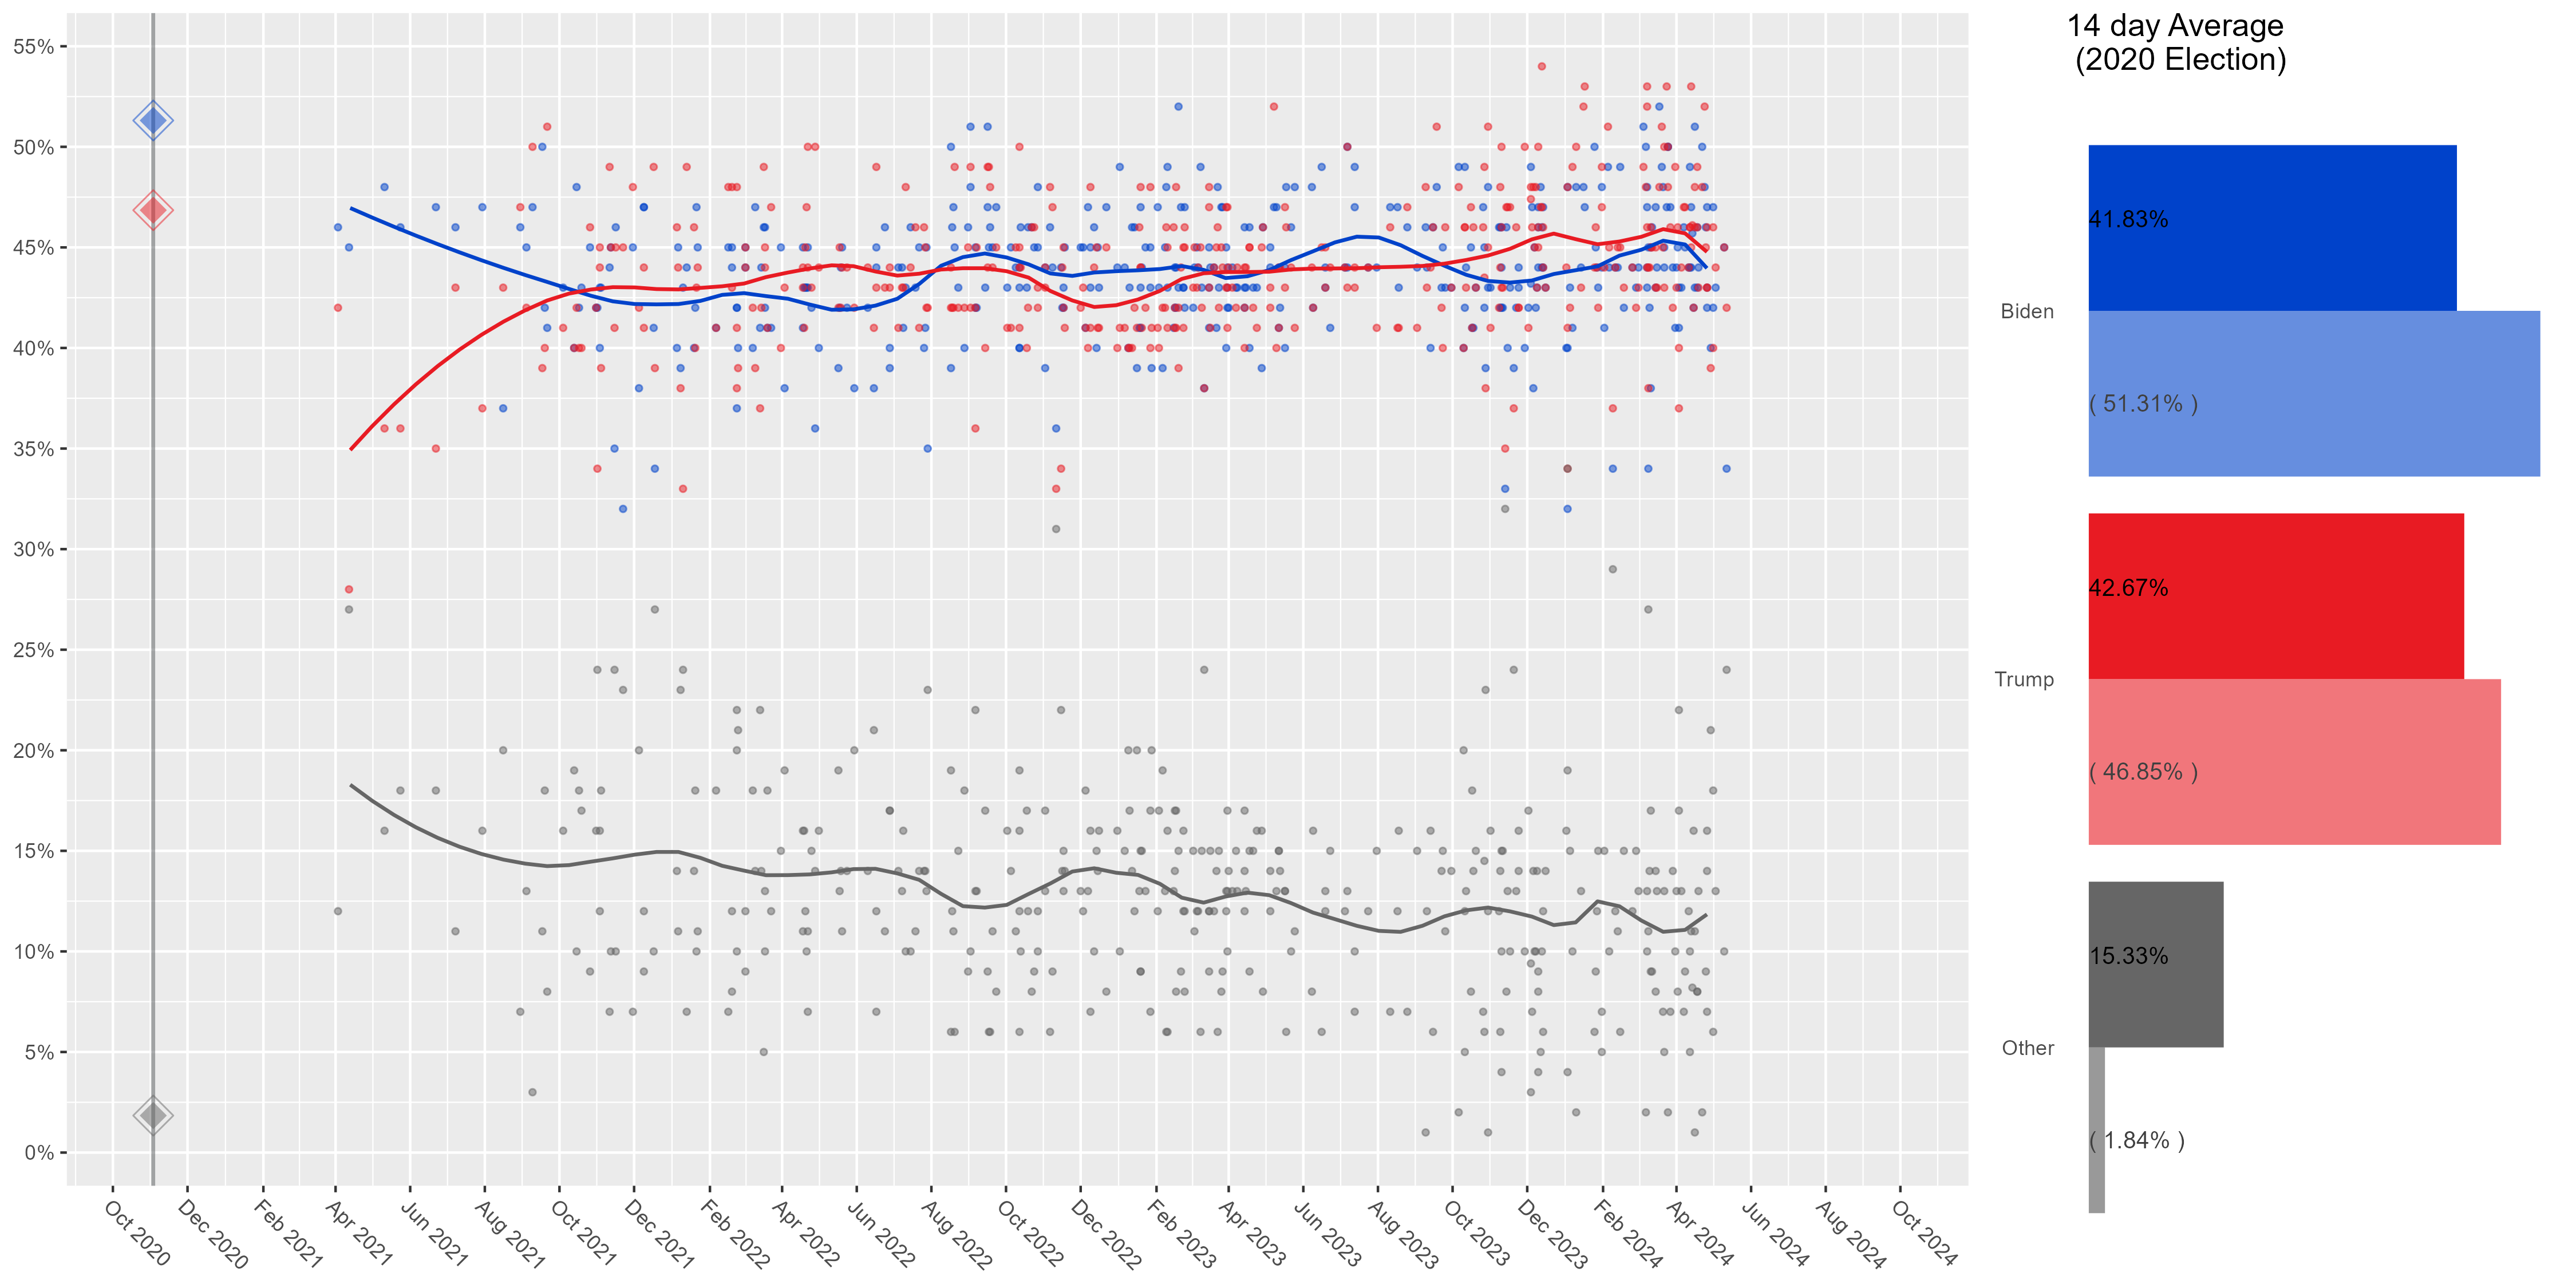 14 day Average
(2020 Election)
55%
50%
45%
40%
35%
30%
25%
20%
15%
10%
5%
0%
Oct 2020
Dec 2020
Feb 2021
Apr 2021
Jun 2021
Aug 2021
Oct 2021
Dec 2021
Feb 2022
Apr 2022
Jun 2022
Aug 2022
Oct 2022
Dec 2022
Feb 2023
Apr 2023
Jun 2023
Aug 2023
Oct 2023
Dec 2023
Feb 2024
Apr 2024
Jun 2024
Aug 2024
Oct 2024
Biden
41.83%
( 51.31% )
Trump
42.67%
( 46.85% )
Other
15.33%
( 1.84% )